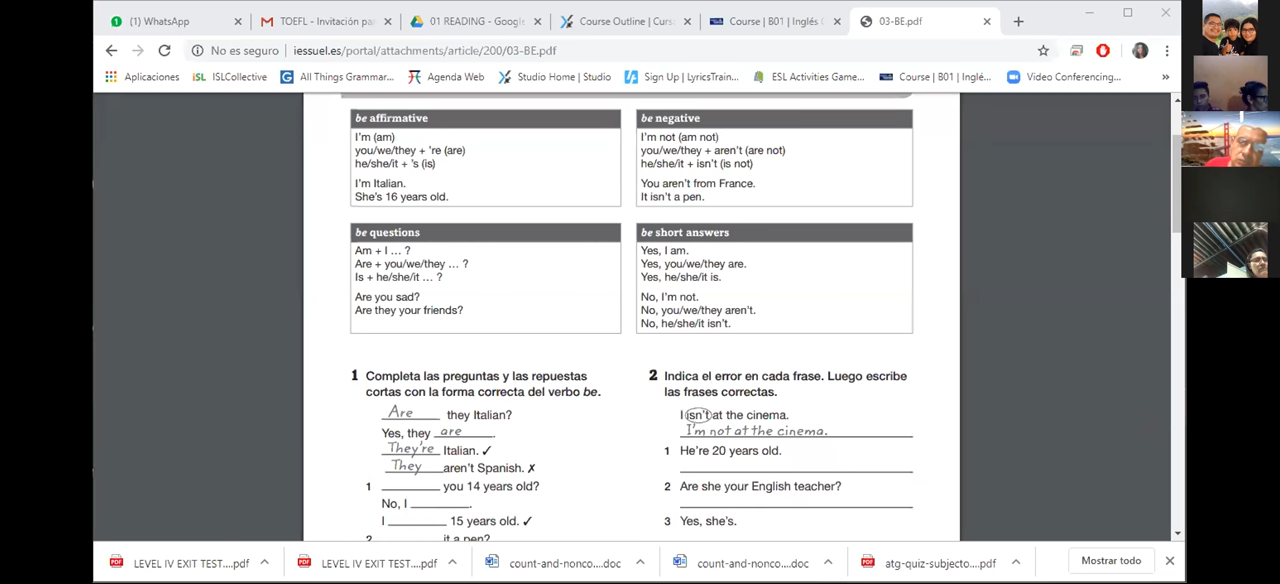 (1) WhatsApp
TOEFL - Invitación pa
01 READING - Google
Course Outline | Curs
Course | B01 | Inglés
03-BE.pdf
No es seguro | iessuel.es/portal/attachments/article/200/03-BE.pdf
Aplicaciones
ISLCollective
All Things Grammar...
Agenda Web
Studio Home | Studio
Sign Up | LyricsTrain...
ESL Activities Game...
Course | B01 | Inglé...
Video Conferencing...
be affirmative
I'm (am)
you/we/they + 're (are)
he/she/it + 's (is)
I'm Italian.
She's 16 years old.
be negative
I'm not (am not)
you/we/they + aren't (are not)
he/she/it + isn't (is not)
You aren't from France.
It isn't a pen.
be questions
Am + I ... ?
Are + you/we/they ... ?
Is + he/she/it ... ?
Are you sad?
Are they your friends?
be short answers
Yes, I am.
Yes, you/we/they are.
Yes, he/she/it is.
No, I'm not.
No, you/we/they aren't.
No, he/she/it isn't.
1 Completa las preguntas y las repuestas
cortas con la forma correcta del verbo be.
Are they Italian?
Yes, they are.
They're Italian. ✓
They aren't Spanish. ✗
1 ________ you 14 years old?
No, I ________.
I ________ 15 years old. ✓
2 ________ it a pen?
2 Indica el error en cada frase. Luego escribe
las frases correctas.
I isn't at the cinema.
I'm not at the cinema.
1 He're 20 years old.
2 Are she your English teacher?
3 Yes, she's.
LEVEL IV EXIT TEST....pdf
LEVEL IV EXIT TEST....pdf
count-and-nonco....doc
count-and-nonco....doc
atg-quiz-subjecto....pdf
Mostrar todo